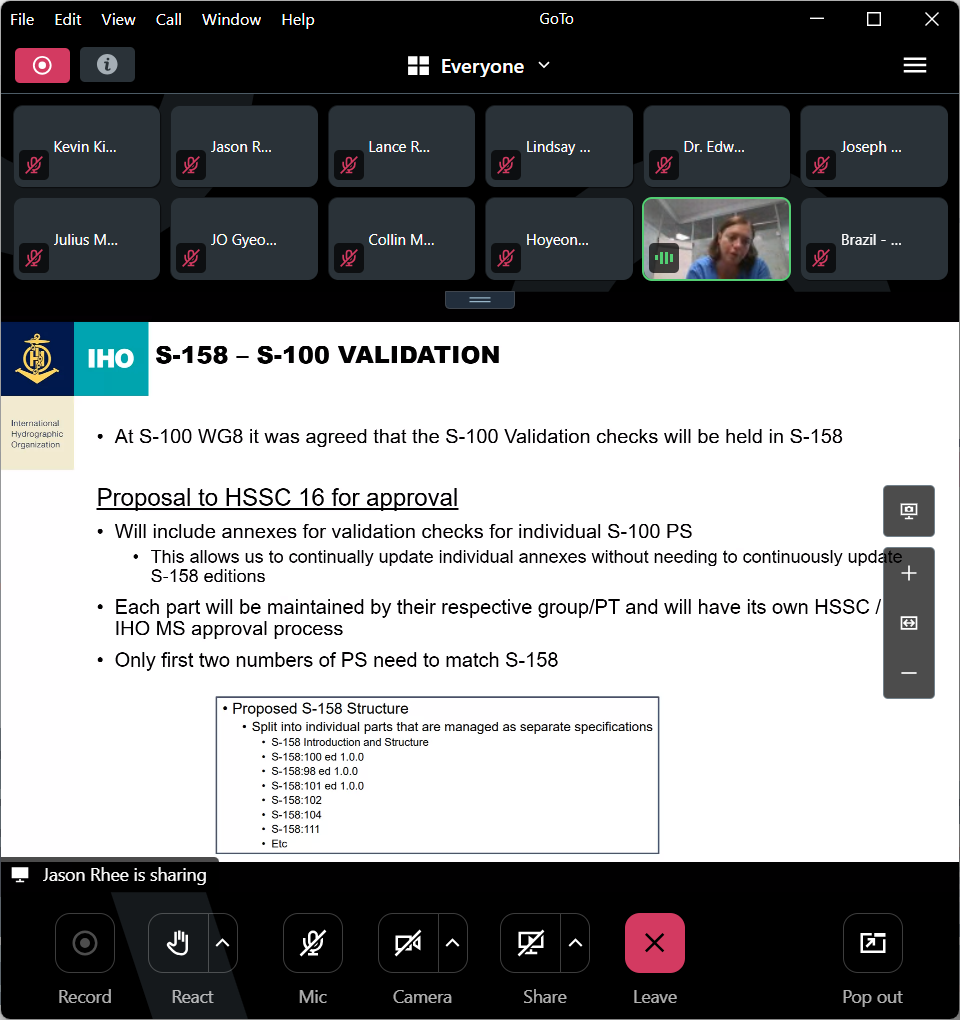 File Edit View Call Window Help GoTo
Everyone
Kevin Ki... Jason R... Lance R... Lindsay ... Dr. Edw... Joseph ...
Julius M... JO Gyeo... Collin M... Hoyeon... Brazil - ...
IHO S-158 – S-100 VALIDATION
International
Hydrographic
Organization
• At S-100 WG8 it was agreed that the S-100 Validation checks will be held in S-158
Proposal to HSSC 16 for approval
• Will include annexes for validation checks for individual S-100 PS
• This allows us to continually update individual annexes without needing to continuously update
S-158 editions
• Each part will be maintained by their respective group/PT and will have its own HSSC /
IHO MS approval process
• Only first two numbers of PS need to match S-158
• Proposed S-158 Structure
• Split into individual parts that are managed as separate specifications
• S-158 Introduction and Structure
• S-158:100 ed 1.0.0
• S-158:98 ed 1.0.0
• S-158:101 ed 1.0.0
• S-158:102
• S-158:104
• S-158:111
• Etc
Jason Rhee is sharing
Record React Mic Camera Share Leave Pop out